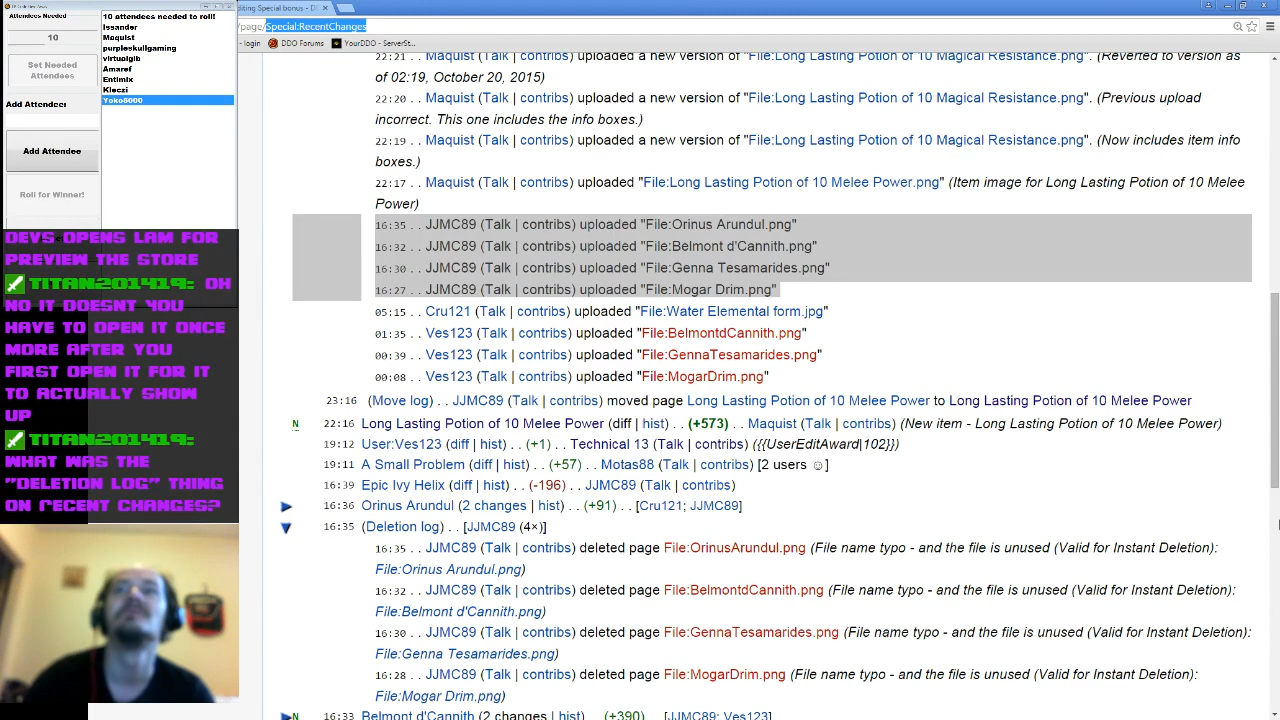 Attendees Needed
10
Set Needed
Attendees
Add Attendee:
Add Attendee
Roll for Winner!
10 attendees needed to roll!
Issander
Maquist
purpleskullgaming
virtualgib
Amaref
Entimix
Kleczi
Yoko5000
DEVS OPENS LAM FOR
PREVIEW THE STORE
TITAN201419: OH
NO IT DOESNT YOU
HAVE TO OPEN IT ONCE
MORE AFTER YOU
FIRST OPEN IT FOR IT
TO ACTUALLY SHOW
UP
TITAN201419:
WHAT WAS THE
"DELETION LOG" THING
ON RECENT CHANGES?
diting Special bonus
/page/Special:RecentChanges
- login DDO Forums YourDDO - ServerSt...
22:21 . . Maquist (Talk | contribs) uploaded a new version of "File:Long Lasting Potion of 10 Magical Resistance.png". (Reverted to version as
of 02:19, October 20, 2015)
22:20 . . Maquist (Talk | contribs) uploaded a new version of "File:Long Lasting Potion of 10 Magical Resistance.png". (Previous upload
incorrect. This one includes the info boxes.)
22:19 . . Maquist (Talk | contribs) uploaded a new version of "File:Long Lasting Potion of 10 Magical Resistance.png". (Now includes item info
boxes.)
22:17 . . Maquist (Talk | contribs) uploaded "File:Long Lasting Potion of 10 Melee Power.png" (Item image for Long Lasting Potion of 10 Melee
Power)
16:35 . . JJMC89 (Talk | contribs) uploaded "File:Orinus Arundul.png"
16:32 . . JJMC89 (Talk | contribs) uploaded "File:Belmont d'Cannith.png"
16:30 . . JJMC89 (Talk | contribs) uploaded "File:Genna Tesamarides.png"
16:27 . . JJMC89 (Talk | contribs) uploaded "File:Mogar Drim.png"
05:15 . . Cru121 (Talk | contribs) uploaded "File:Water Elemental form.jpg"
01:35 . . Ves123 (Talk | contribs) uploaded "File:BelmontdCannith.png"
00:39 . . Ves123 (Talk | contribs) uploaded "File:GennaTesamarides.png"
00:08 . . Ves123 (Talk | contribs) uploaded "File:MogarDrim.png"
23:16 (Move log) . . JJMC89 (Talk | contribs) moved page Long Lasting Potion of 10 Melee Power to Long Lasting Potion of 10 Melee Power
N 22:16 Long Lasting Potion of 10 Melee Power (diff | hist) . . (+573) . . Maquist (Talk | contribs) (New item - Long Lasting Potion of 10 Melee Power)
19:12 User:Ves123 (diff | hist) . . (+1) . . Technical 13 (Talk | contribs) ({{UserEditAward|102}})
19:11 A Small Problem (diff | hist) . . (+57) . . Motas88 (Talk | contribs) [2 users ☺]
16:39 Epic Ivy Helix (diff | hist) . . (-196) . . JJMC89 (Talk | contribs)
16:36 Orinus Arundul (2 changes | hist) . . (+91) . . [Cru121; JJMC89]
16:35 (Deletion log) . . [JJMC89 (4×)]
16:35 . . JJMC89 (Talk | contribs) deleted page File:OrinusArundul.png (File name typo - and the file is unused (Valid for Instant Deletion):
File:Orinus Arundul.png)
16:32 . . JJMC89 (Talk | contribs) deleted page File:BelmontdCannith.png (File name typo - and the file is unused (Valid for Instant Deletion):
File:Belmont d'Cannith.png)
16:30 . . JJMC89 (Talk | contribs) deleted page File:GennaTesamarides.png (File name typo - and the file is unused (Valid for Instant Deletion):
File:Genna Tesamarides.png)
16:28 . . JJMC89 (Talk | contribs) deleted page File:MogarDrim.png (File name typo - and the file is unused (Valid for Instant Deletion):
File:Mogar Drim.png)
N 16:33 Belmont d'Cannith (2 changes | hist) . . (+390) . . [JJMC89; Ves123]